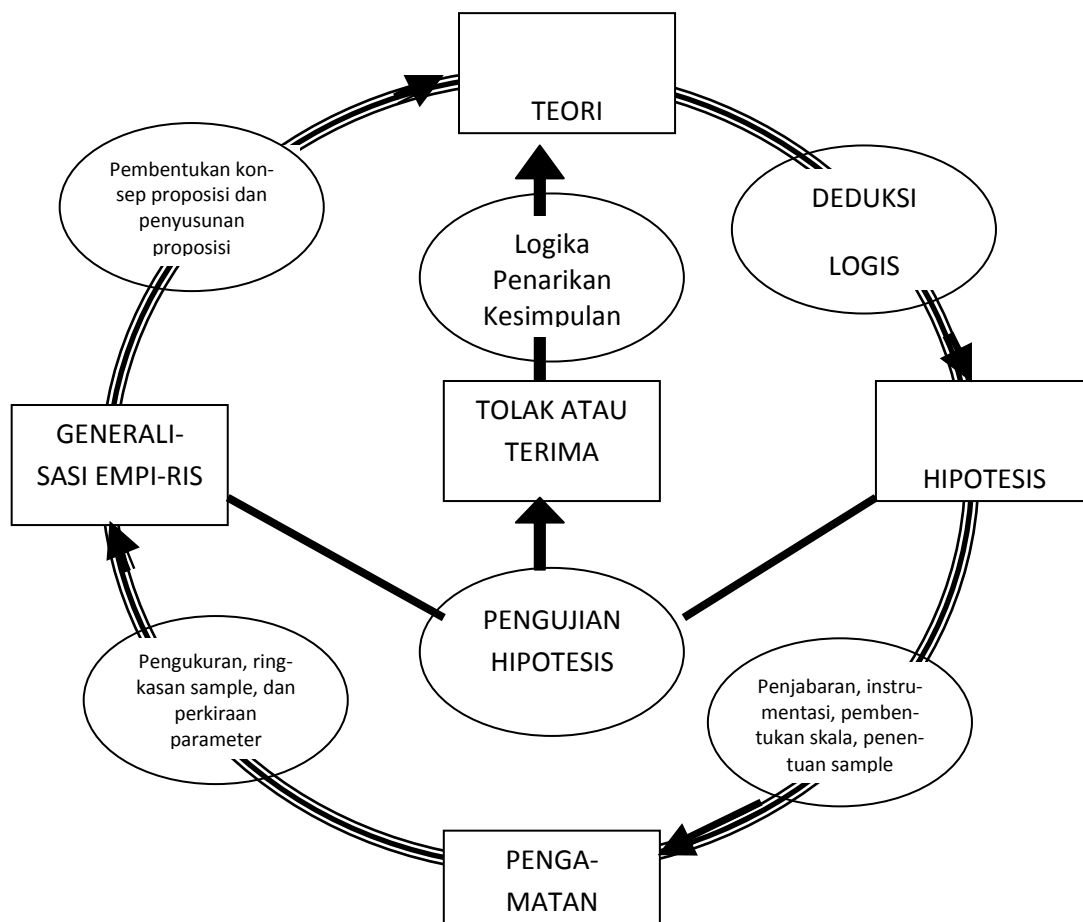 TEORI
Pembentukan kon-
sep proposisi dan
penyusunan
proposisi
DEDUKSI
LOGIS
Logika
Penarikan
Kesimpulan
GENERALI-
SASI EMPI-RIS
TOLAK ATAU
TERIMA
HIPOTESIS
PENGUJIAN
HIPOTESIS
Pengukuran, ring-
kasan sample, dan
perkiraan
parameter
Penjabaran, instru-
mentasi, pemben-
tukan skala, penen-
tuan sample
PENGA-
MATAN